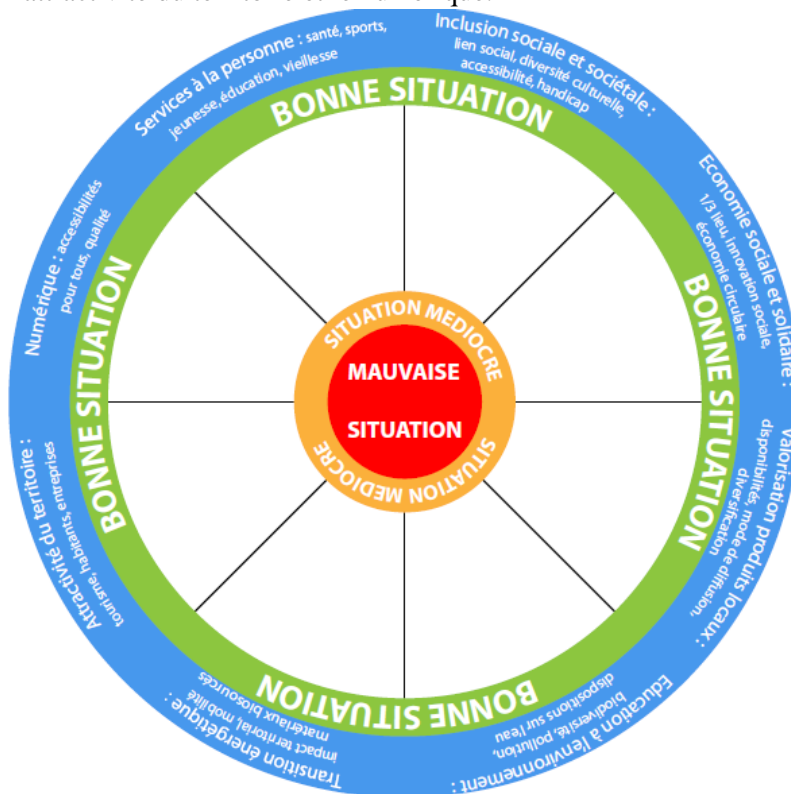 Services à la personne : santé, sports,
jeunesse, éducation, vieillesse
Inclusion sociale et sociétale :
lien social, diversité culturelle,
accessibilité, handicap
Economie sociale et solidaire :
1/3 lieu, innovation sociale,
économie circulaire
Valorisation produits locaux :
disponibilités, mode de diffusion,
diversification
Education à l'environnement :
biodiversité, pollution,
dispositions sur l'eau
Transition énergétique :
impact territorial, mobilité
matériaux biosourcés
Attractivité du territoire :
tourisme, habitants, entreprises
Numérique : accessibilités
pour tous, qualité
BONNE SITUATION
BONNE SITUATION
BONNE SITUATION
BONNE SITUATION
SITUATION MEDIOCRE
MAUVAISE
SITUATION
SITUATION MEDIOCRE